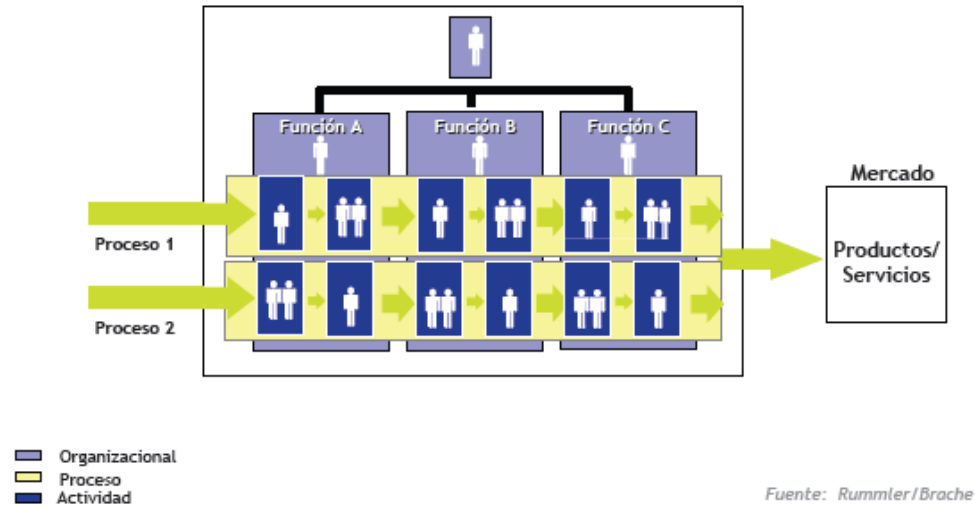 Función A
Función B
Función C
Proceso 1
Proceso 2
Mercado
Productos/
Servicios
Organizacional
Proceso
Actividad
Fuente: Rummler/Brache